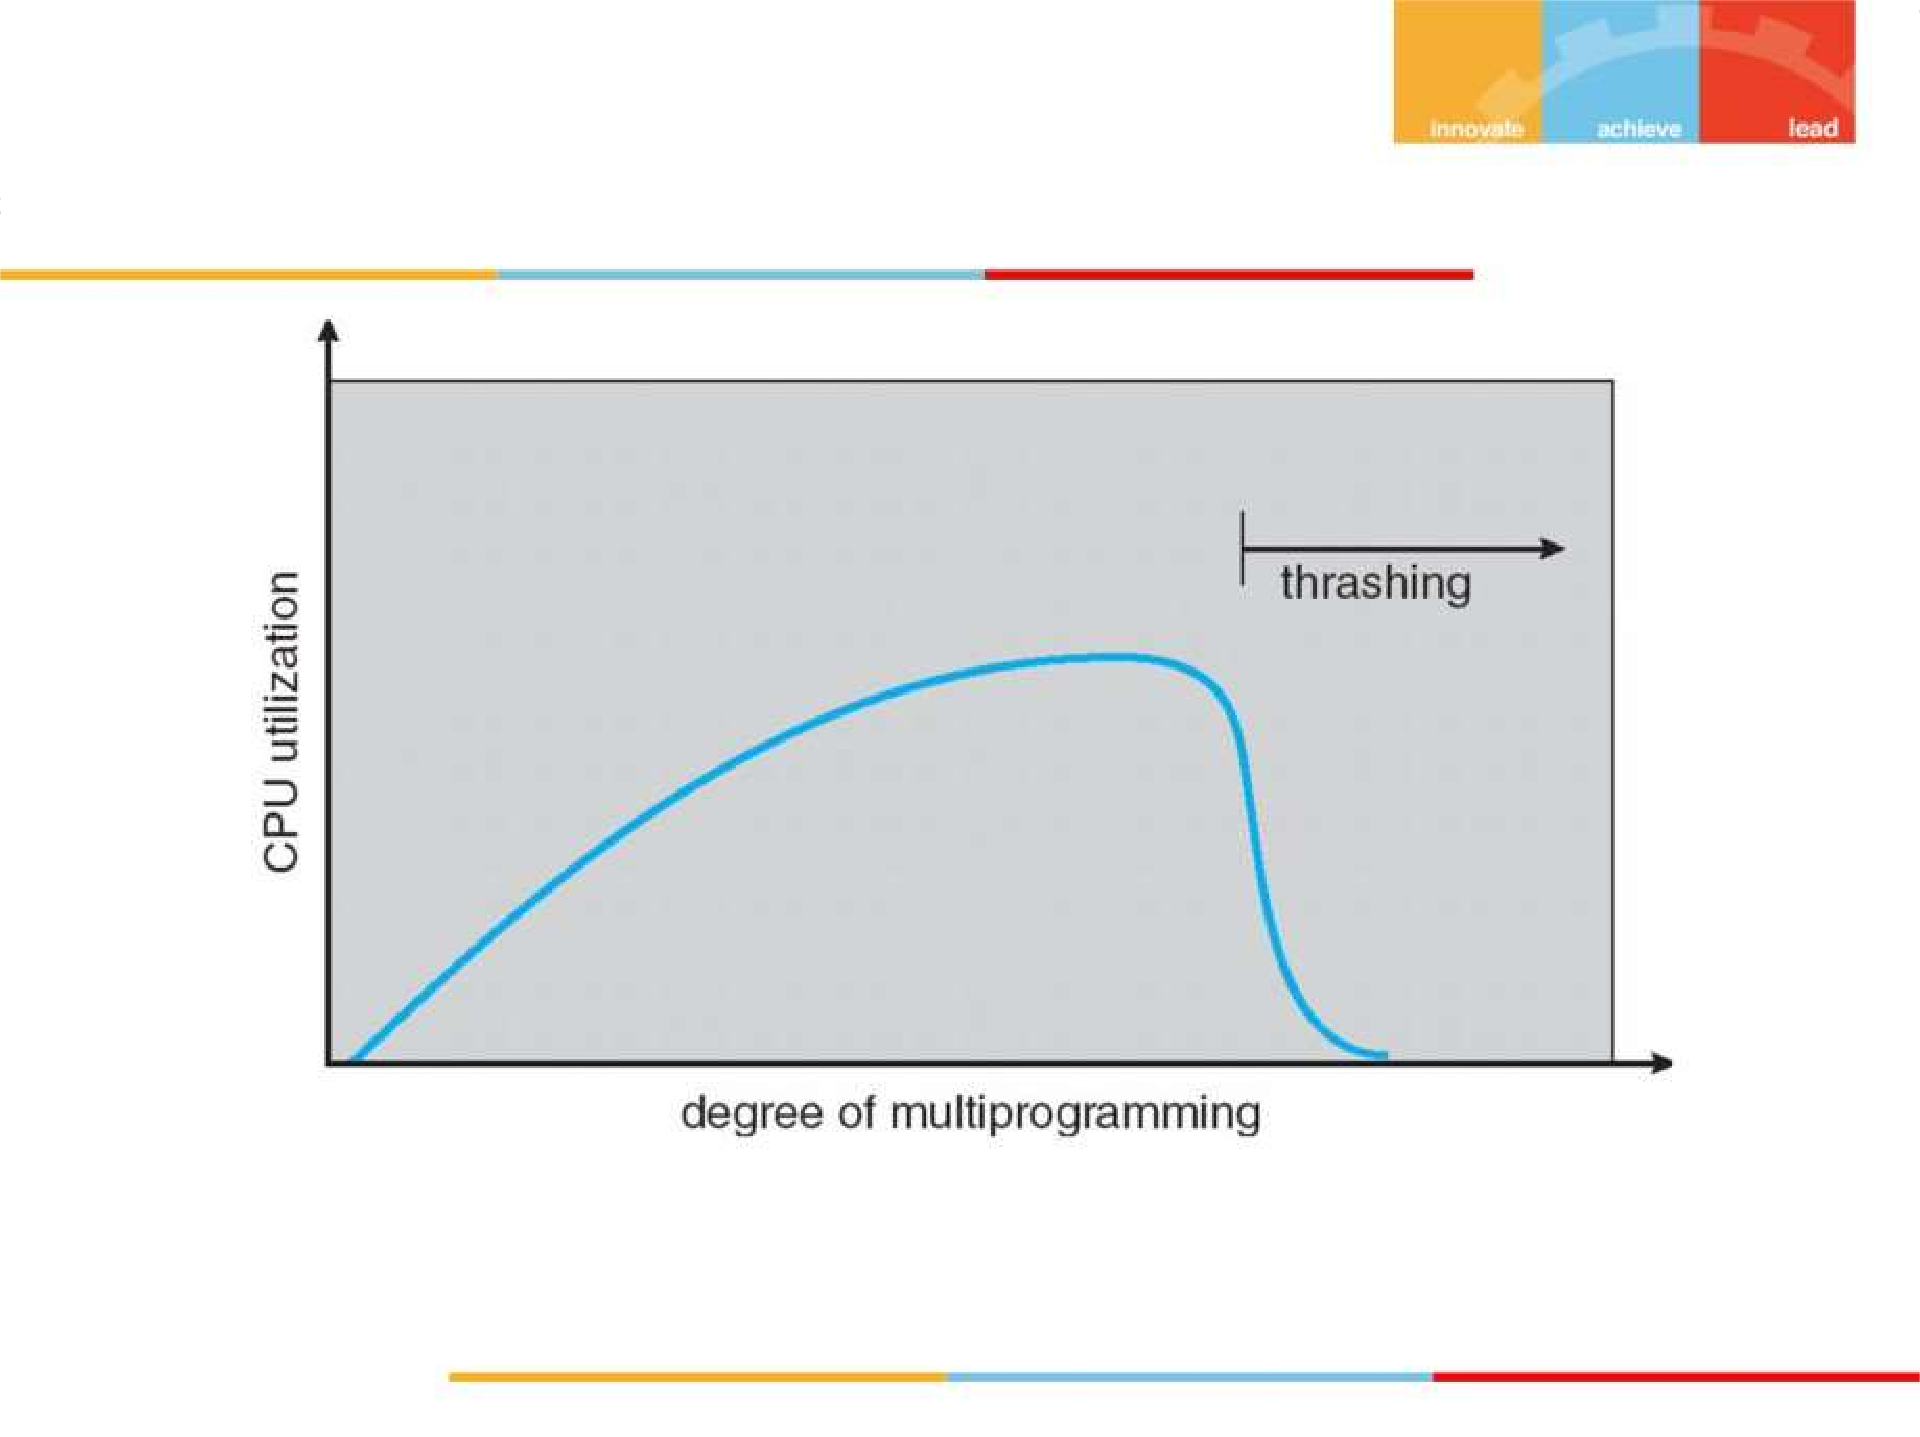 innovate achieve lead
thrashing
CPU utilization
degree of multiprogramming